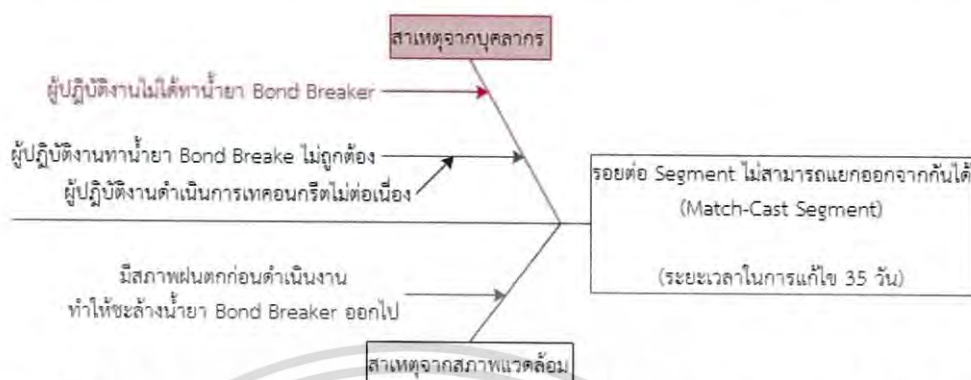 สาเหตุจากบุคลากร
ผู้ปฏิบัติงานไม่ได้ทาน้ำยา Bond Breaker
ผู้ปฏิบัติงานทาน้ำยา Bond Breake ไม่ถูกต้อง
ผู้ปฏิบัติงานดำเนินการเทคอนกรีตไม่ต่อเนื่อง
รอยต่อ Segment ไม่สามารถแยกออกจากกันได้
(Match-Cast Segment)
(ระยะเวลาในการแก้ไข 35 วัน)
มีสภาพฝนตกก่อนดำเนินงาน
ทำให้ชะล้างน้ำยา Bond Breaker ออกไป
สาเหตุจากสภาพแวดล้อม